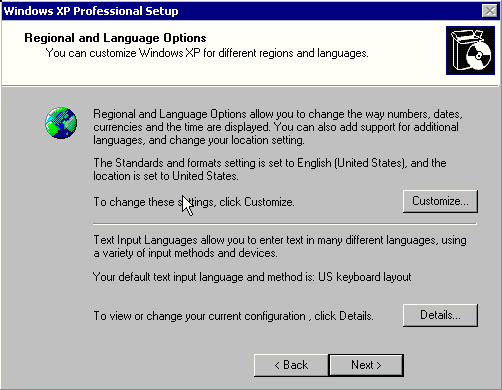 Windows XP Professional Setup
Regional and Language Options
You can customize Windows XP for different regions and languages.
Regional and Language Options allow you to change the way numbers, dates,
currencies and the time are displayed. You can also add support for additional
languages, and change your location setting.
The Standards and formats setting is set to English (United States), and the
location is set to United States.
To change these settings, click Customize.
Customize...
Text Input Languages allow you to enter text in many different languages, using
a variety of input methods and devices.
Your default text input language and method is: US keyboard layout
To view or change your current configuration , click Details.
Details...
< Back
Next >